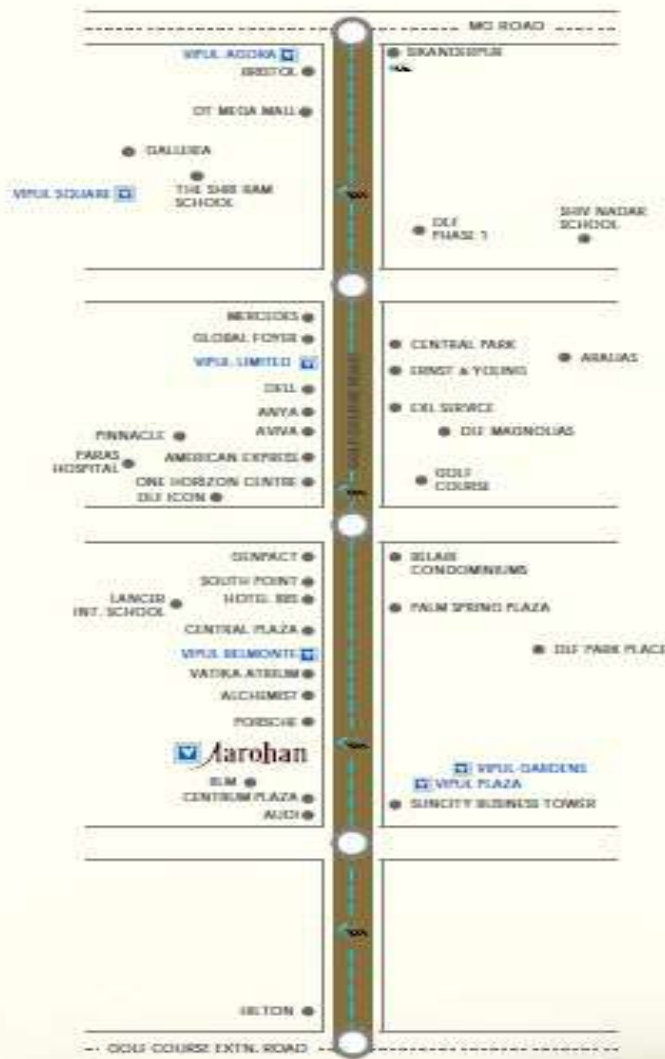 MG ROAD
VIPUL AGORA
SIKANDERPUR
BRISTOL
DT MEGA MALL
GALLERIA
THE SHRI RAM
SCHOOL
VIPUL SQUARE
DLF
PHASE 1
SHIV NADAR
SCHOOL
MERCEDES
GLOBAL FOYER
VIPUL LIMITED
DELL
ANYA
AVIVA
PINNACLE
PARAS
HOSPITAL
AMERICAN EXPRESS
ONE HORIZON CENTRE
DLF ICON
GOLF COURSE ROAD
CENTRAL PARK
ARALIAS
ERNST & YOUNG
EXL SERVICE
DLF MAGNOLIAS
GOLF
COURSE
GENPACT
SOUTH POINT
HOTEL IBIS
LANCER
INT. SCHOOL
CENTRAL PLAZA
VIPUL BELMONTE
VATIKA ATRIUM
ALCHEMIST
PORSCHE
Aarohan
CENTRUM PLAZA
AUDI
BELAIRE
CONDOMINIUMS
PALM SPRING PLAZA
DLF PARK PLACE
VIPUL GARDENS
VIPUL PLAZA
SUNCITY BUSINESS TOWER
HILTON
GOLF COURSE EXTN. ROAD